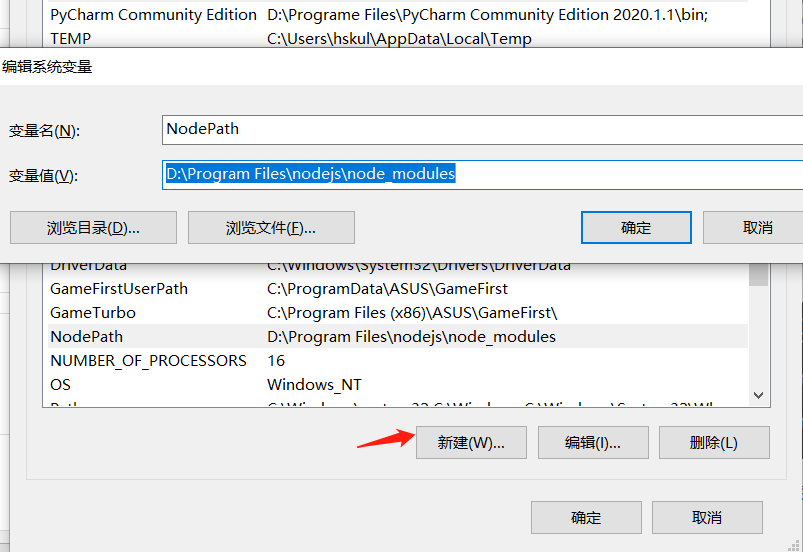 PyCharm Community Edition D:\Programe Files\PyCharm Community Edition 2020.1.1\bin;
TEMP C:\Users\hskul\AppData\Local\Temp
编辑系统变量
变量名(N): NodePath
变量值(V): D:\Program Files\nodejs\node_modules
浏览目录(D)... 浏览文件(F)... 确定 取消
DriverData C:\Windows\System32\Drivers\DriverData
GameFirstUserPath C:\ProgramData\ASUS\GameFirst
GameTurbo C:\Program Files (x86)\ASUS\GameFirst\
NodePath D:\Program Files\nodejs\node_modules
NUMBER_OF_PROCESSORS 16
OS Windows_NT
新建(W)... 编辑(I)... 删除(L)
确定 取消